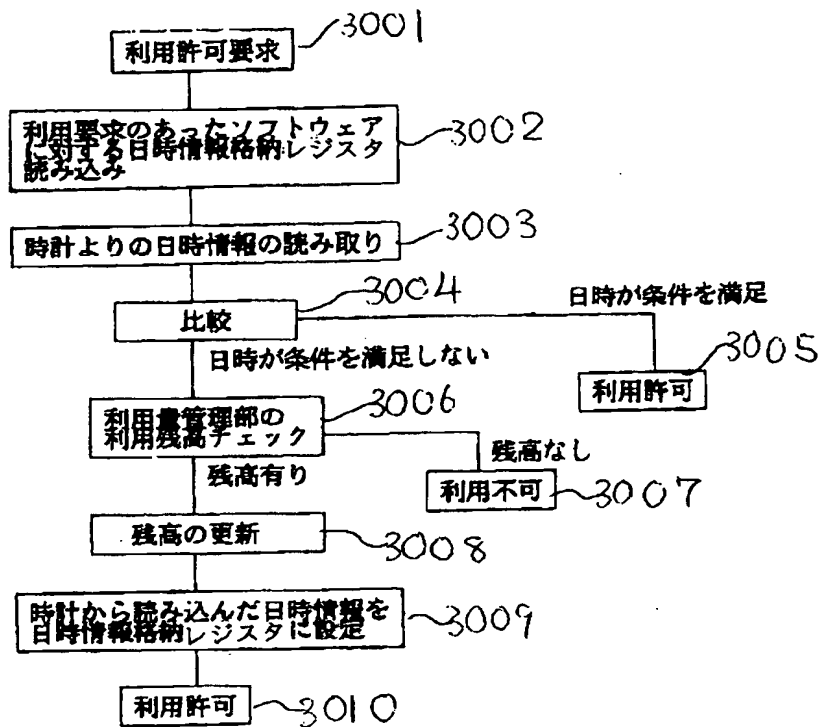 3001
利用許可要求
利用要求のあったソフトウェア
に対する日時情報格納レジスタ
読み込み
3002
時計よりの日時情報の読み取り
3003
比較
3004
日時が条件を満足
日時が条件を満足しない
利用許可
3005
利用量管理部の
利用残高チェック
3006
残高なし
残高有り
利用不可
3007
残高の更新
3008
時計から読み込んだ日時情報を
日時情報格納レジスタに設定
3009
利用許可
3010